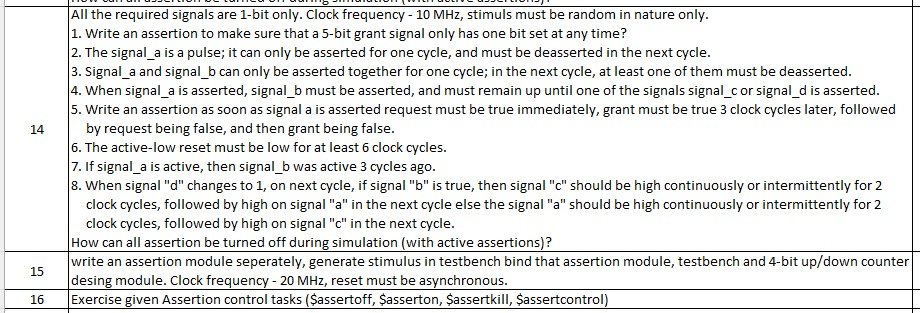 How can all assertion be turned off during simulation (with active assertions)?
All the required signals are 1-bit only. Clock frequency - 10 MHz, stimuls must be random in nature only.
1. Write an assertion to make sure that a 5-bit grant signal only has one bit set at any time?
2. The signal_a is a pulse; it can only be asserted for one cycle, and must be deasserted in the next cycle.
3. Signal_a and signal_b can only be asserted together for one cycle; in the next cycle, at least one of them must be deasserted.
4. When signal_a is asserted, signal_b must be asserted, and must remain up until one of the signals signal_c or signal_d is asserted.
5. Write an assertion as soon as signal a is asserted request must be true immediately, grant must be true 3 clock cycles later, followed
by request being false, and then grant being false.
14
6. The active-low reset must be low for at least 6 clock cycles.
7. If signal_a is active, then signal_b was active 3 cycles ago.
8. When signal "d" changes to 1, on next cycle, if signal "b" is true, then signal "c" should be high continuously or intermittently for 2
clock cycles, followed by high on signal "a" in the next cycle else the signal "a" should be high continuously or intermittently for 2
clock cycles, followed by high on signal "c" in the next cycle.
How can all assertion be turned off during simulation (with active assertions)?
15
write an assertion module seperately, generate stimulus in testbench bind that assertion module, testbench and 4-bit up/down counter
desing module. Clock frequency - 20 MHz, reset must be asynchronous.
16
Exercise given Assertion control tasks ($assertoff, $asserton, $assertkill, $assertcontrol)